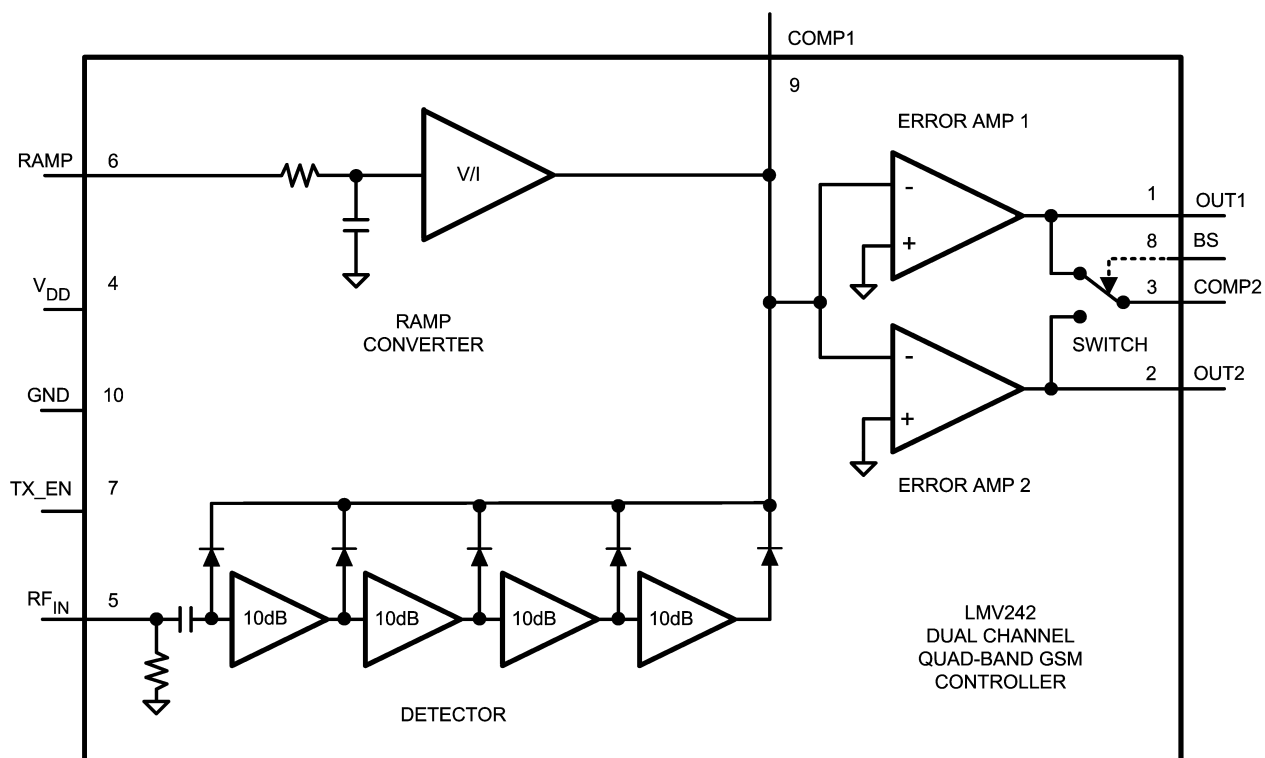 COMP1
9
ERROR AMP 1
RAMP 6
V/I
-
+
1 OUT1
8 BS
3 COMP2
SWITCH
2 OUT2
VDD 4
RAMP
CONVERTER
GND 10
-
+
ERROR AMP 2
TX_EN 7
RFIN 5
10dB 10dB 10dB 10dB
DETECTOR
LMV242
DUAL CHANNEL
QUAD-BAND GSM
CONTROLLER